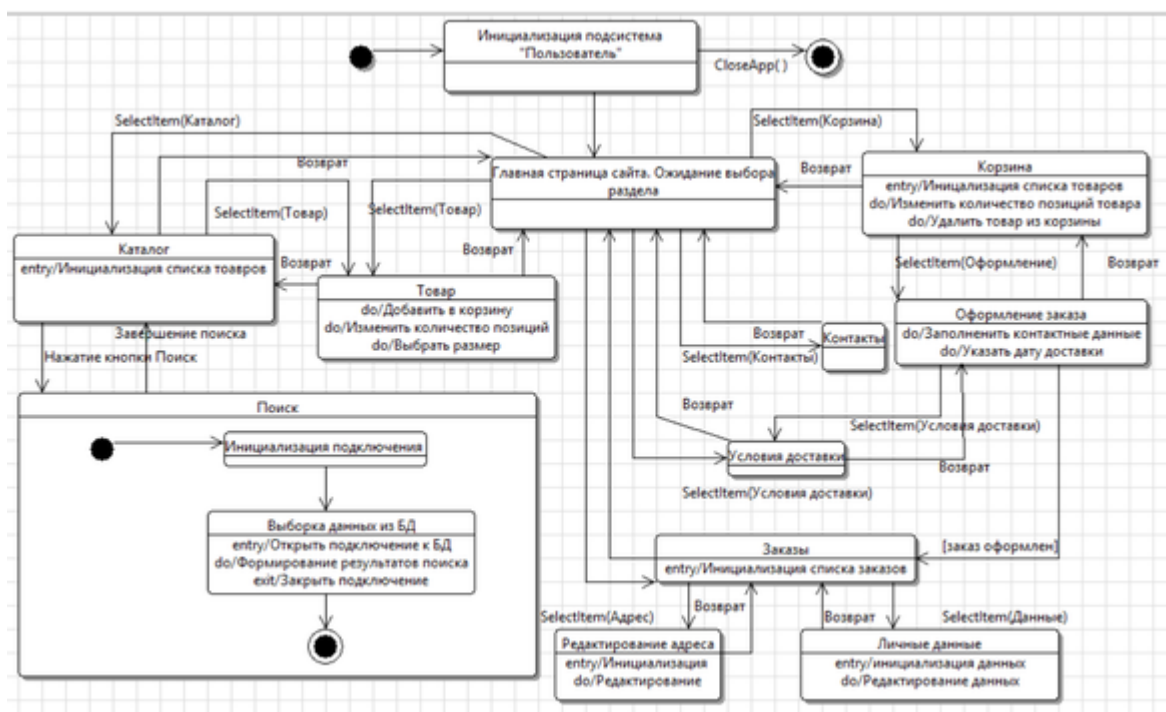 Инициализация подсистема
"Пользователь"
CloseApp( )
SelectItem(Каталог)
SelectItem(Корзина)
Возврат
Главная страница сайта. Ожидание выбора
раздела
Возврат
Корзина
entry/Иницализация списка товаров
do/Изменить количество позиций товара
do/Удалить товар из корзины
SelectItem(Товар)
SelectItem(Товар)
Каталог
entry/Инициализация списка тоавров
Возврат
Возврат
SelectItem(Оформление)
Возврат
Товар
do/Добавить в корзину
do/Изменить количество позиций
do/Выбрать размер
Оформление заказа
do/Заполненить контактные данные
do/Указать дату доставки
Завершение поиска
Нажатие кнопки Поиск
Возврат
Контакты
SelectItem(Контакты)
Поиск
Возврат
SelectItem(Условия доставки)
Инициализация подключения
Условия доставки
Возврат
SelectItem(Условия доставки)
Выборка данных из БД
entry/Открыть подключение к БД
do/Формирование результатов поиска
exit/Закрыть подключение
Заказы
entry/Инициализация списка заказов
[заказ оформлен]
SelectItem(Адрес)
Возврат
Возврат
SelectItem(Данные)
Редактирование адреса
entry/Инициализация
do/Редактирование
Личные данные
entry/инициализация данных
do/Редактирование данных